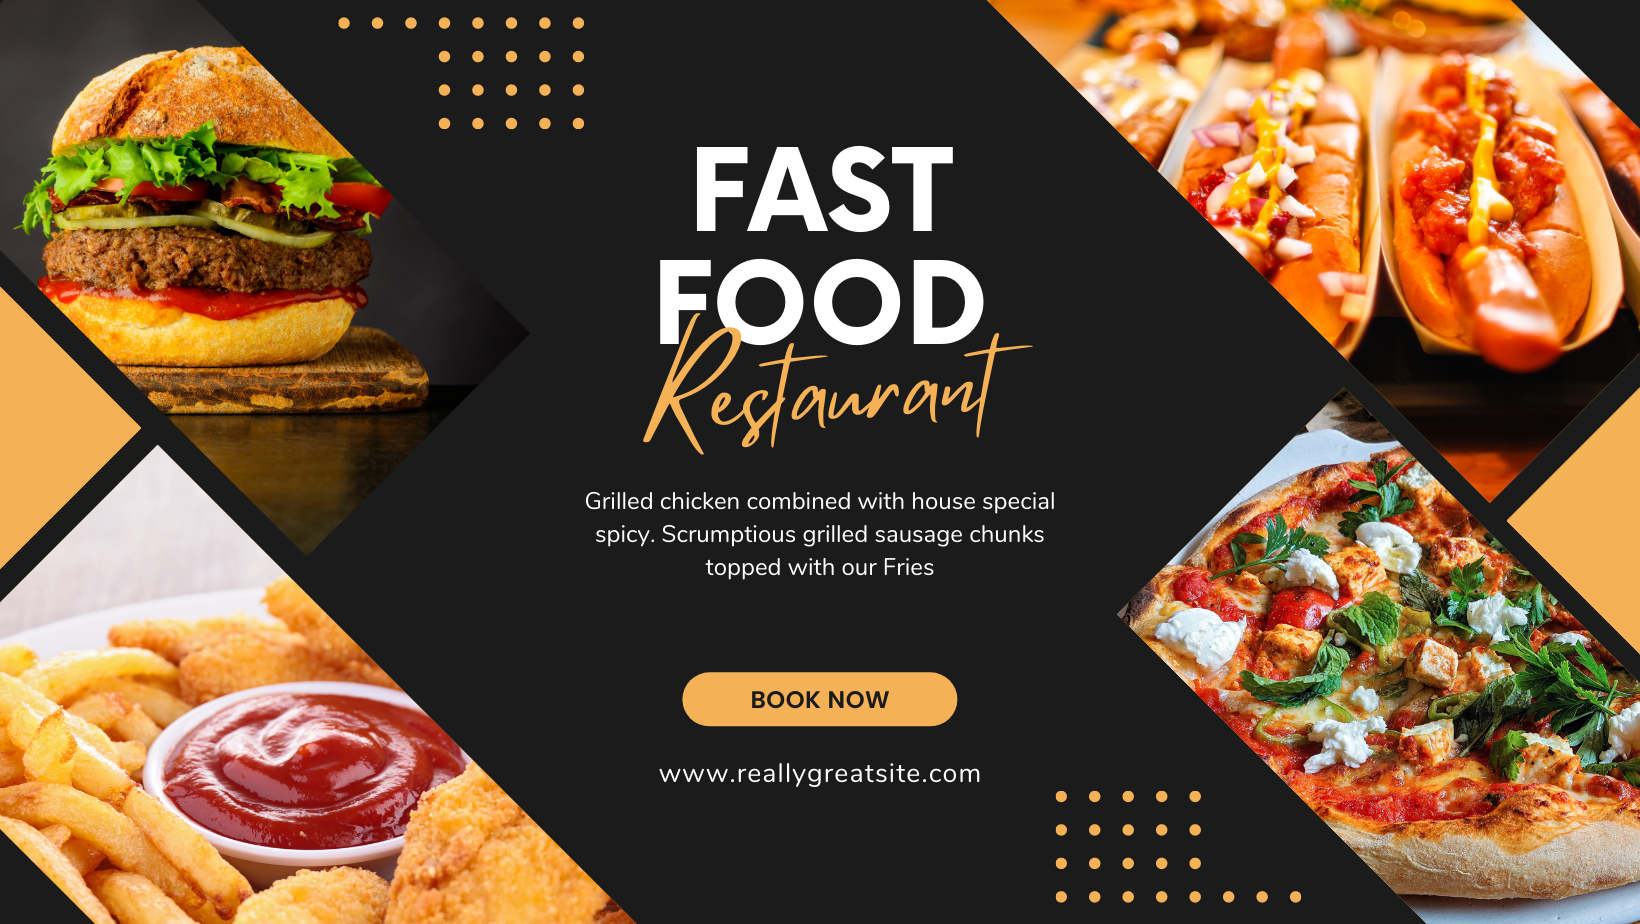 FAST
FOOD
Restaurant
Grilled chicken combined with house special
spicy. Scrumptious grilled sausage chunks
topped with our Fries
BOOK NOW
www.reallygreatsite.com